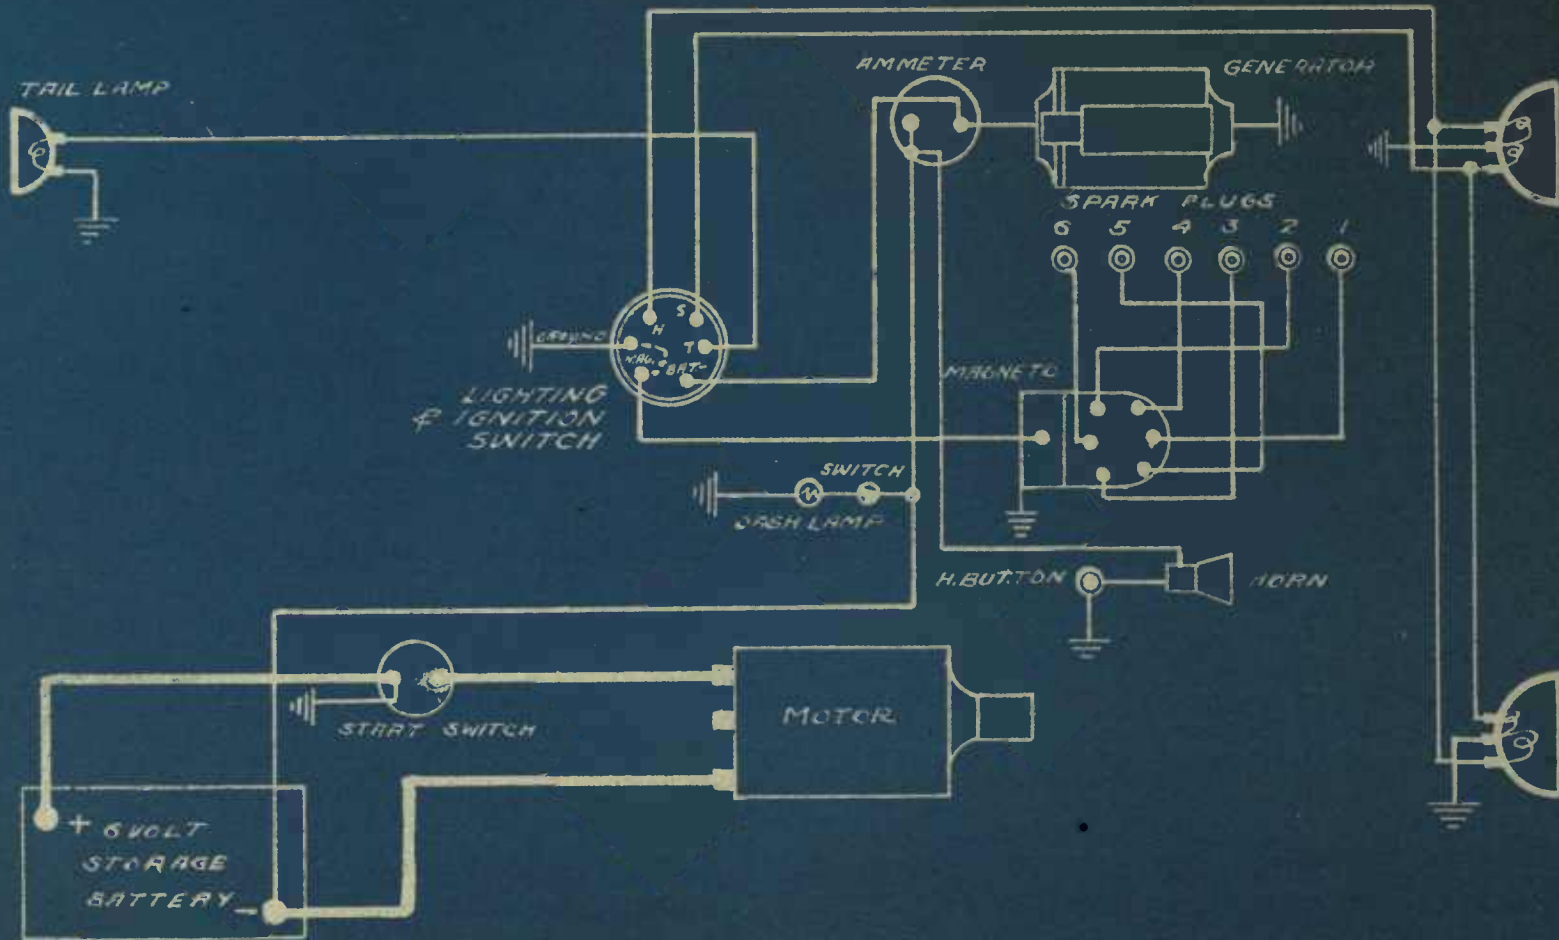 TAIL LAMP
AMMETER
GENERATOR
SPARK PLUGS
6 5 4 3 2 1
GROUND
H
S
T
MAG.
BAT-
LIGHTING
& IGNITION
SWITCH
MAGNETO
SWITCH
DASH LAMP
H. BUTTON
HORN
START SWITCH
MOTOR
+ 6 VOLT
STORAGE
BATTERY -